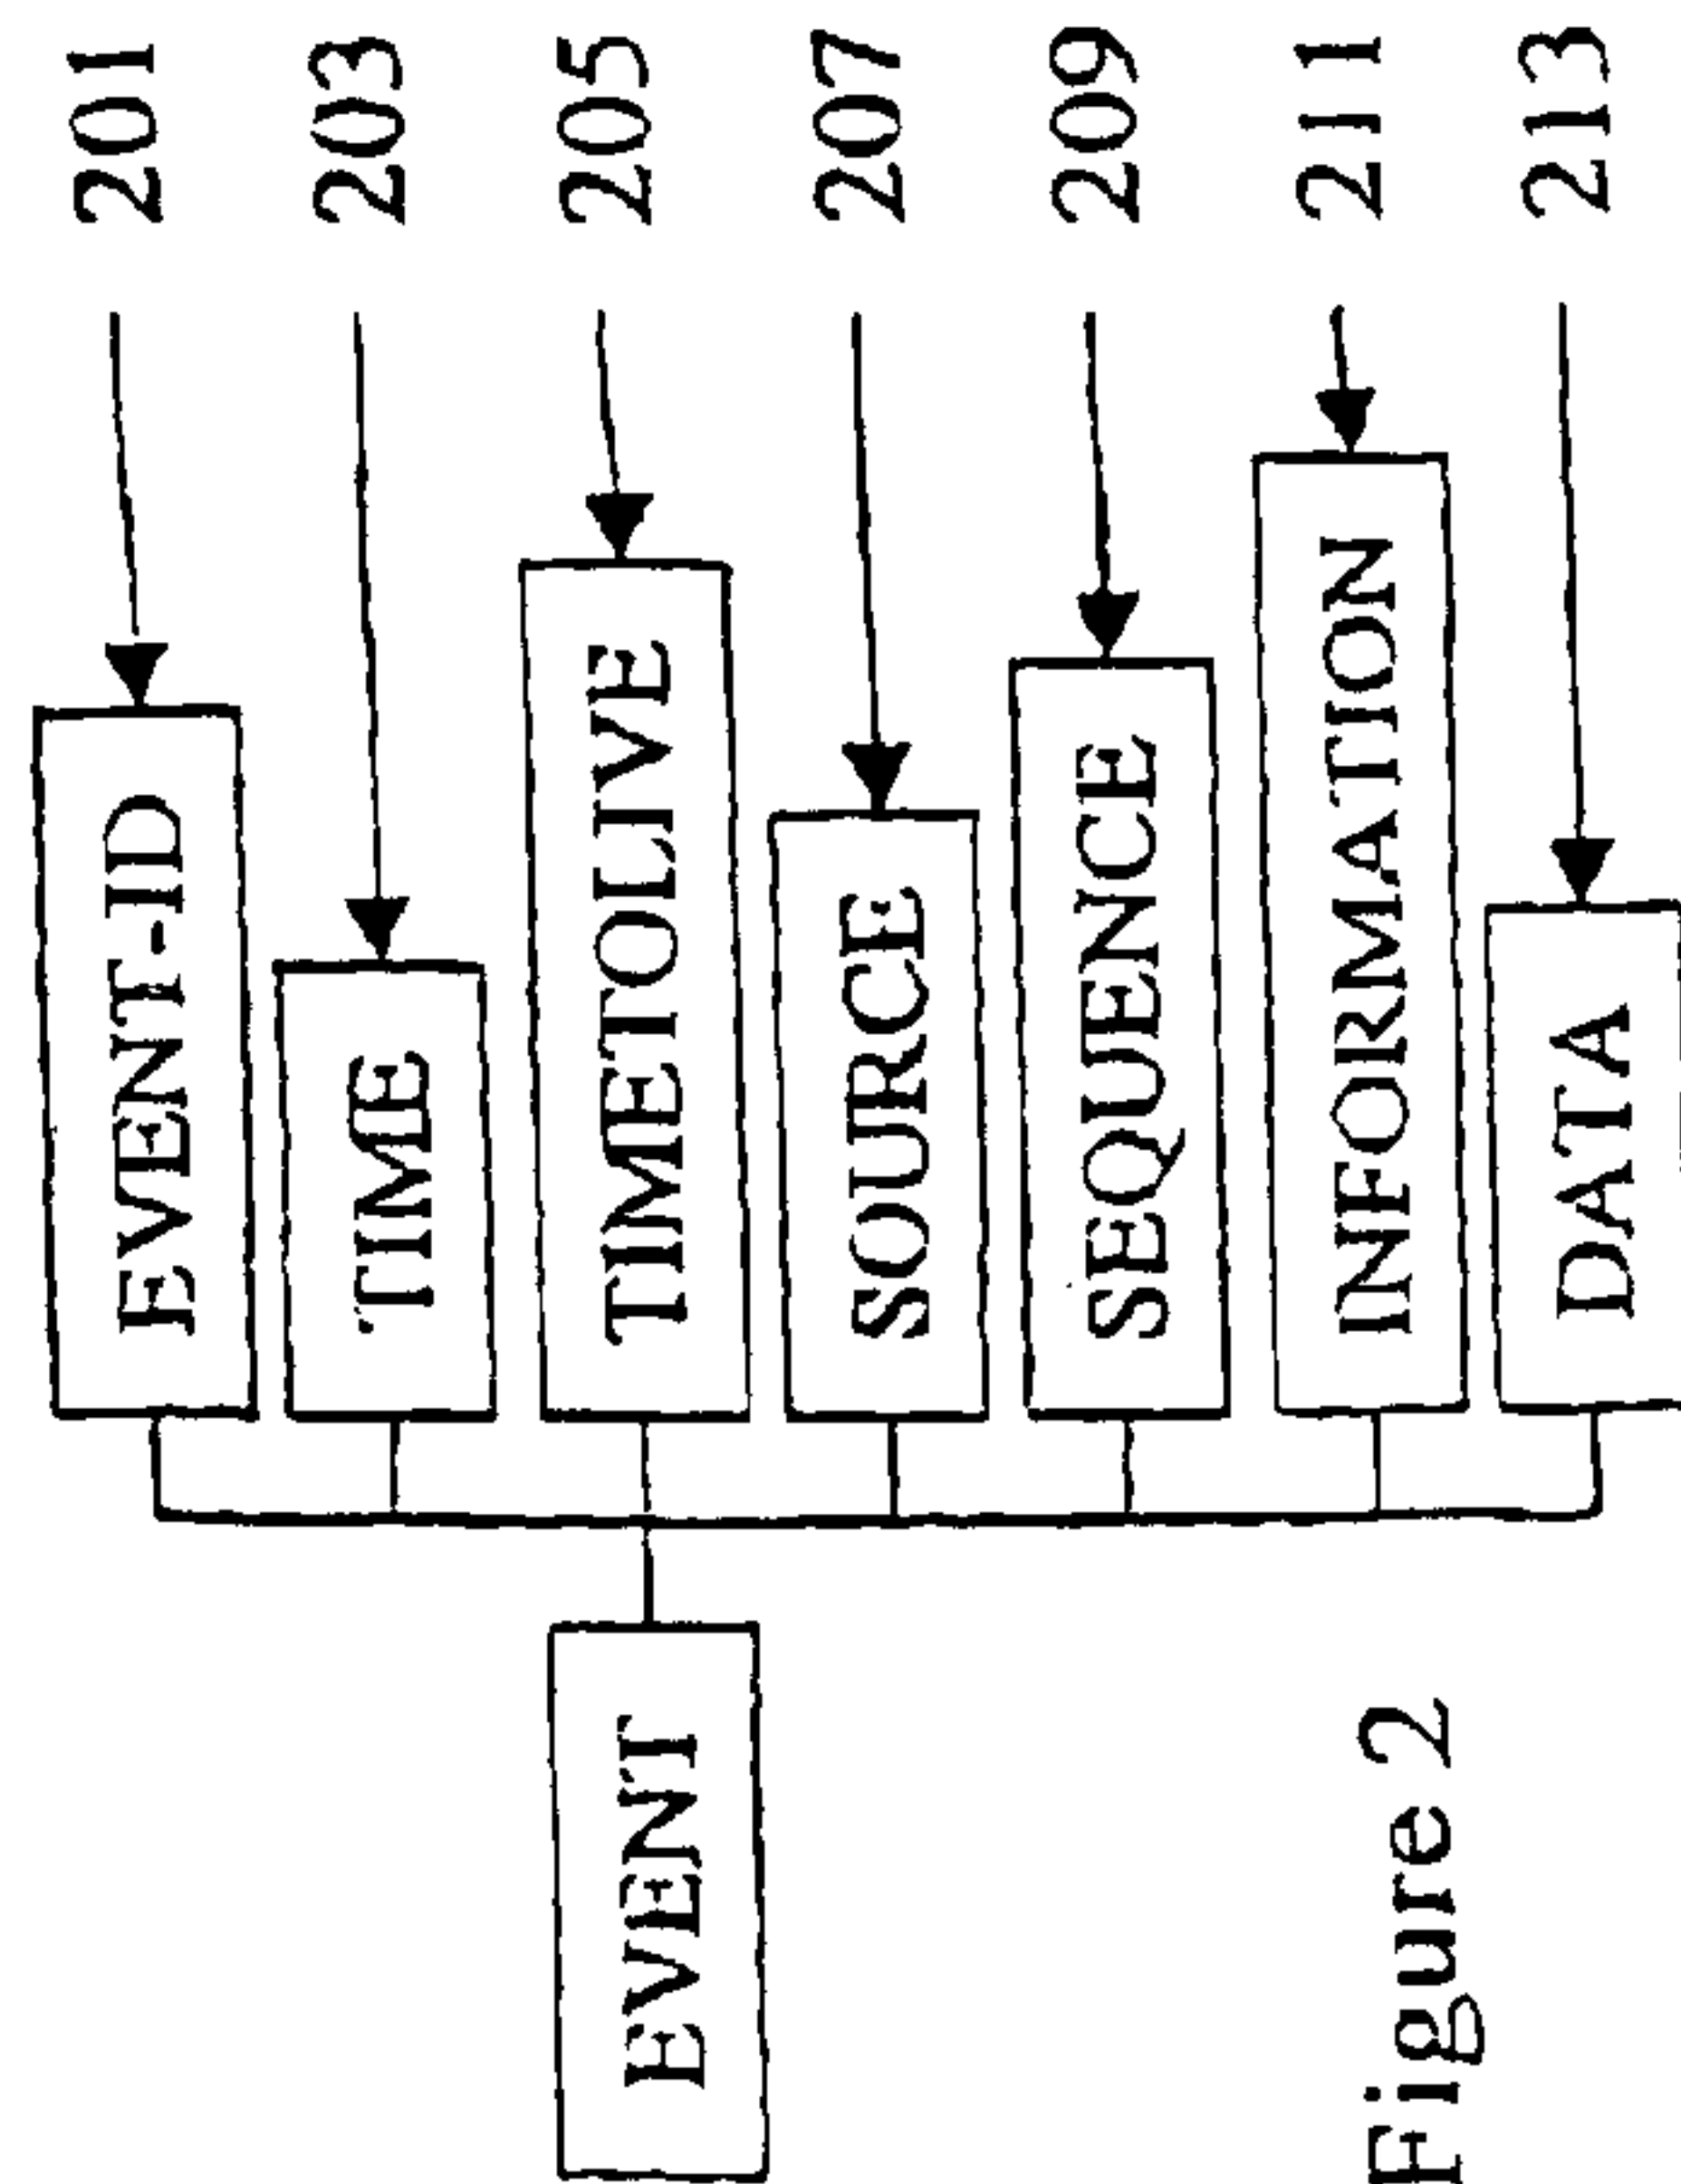 EVENT
EVENT-ID 201
TIME 203
TIMETOLIVE 205
SOURCE 207
SEQUENCE 209
INFORMATION 211
DATA 213
Figure 2